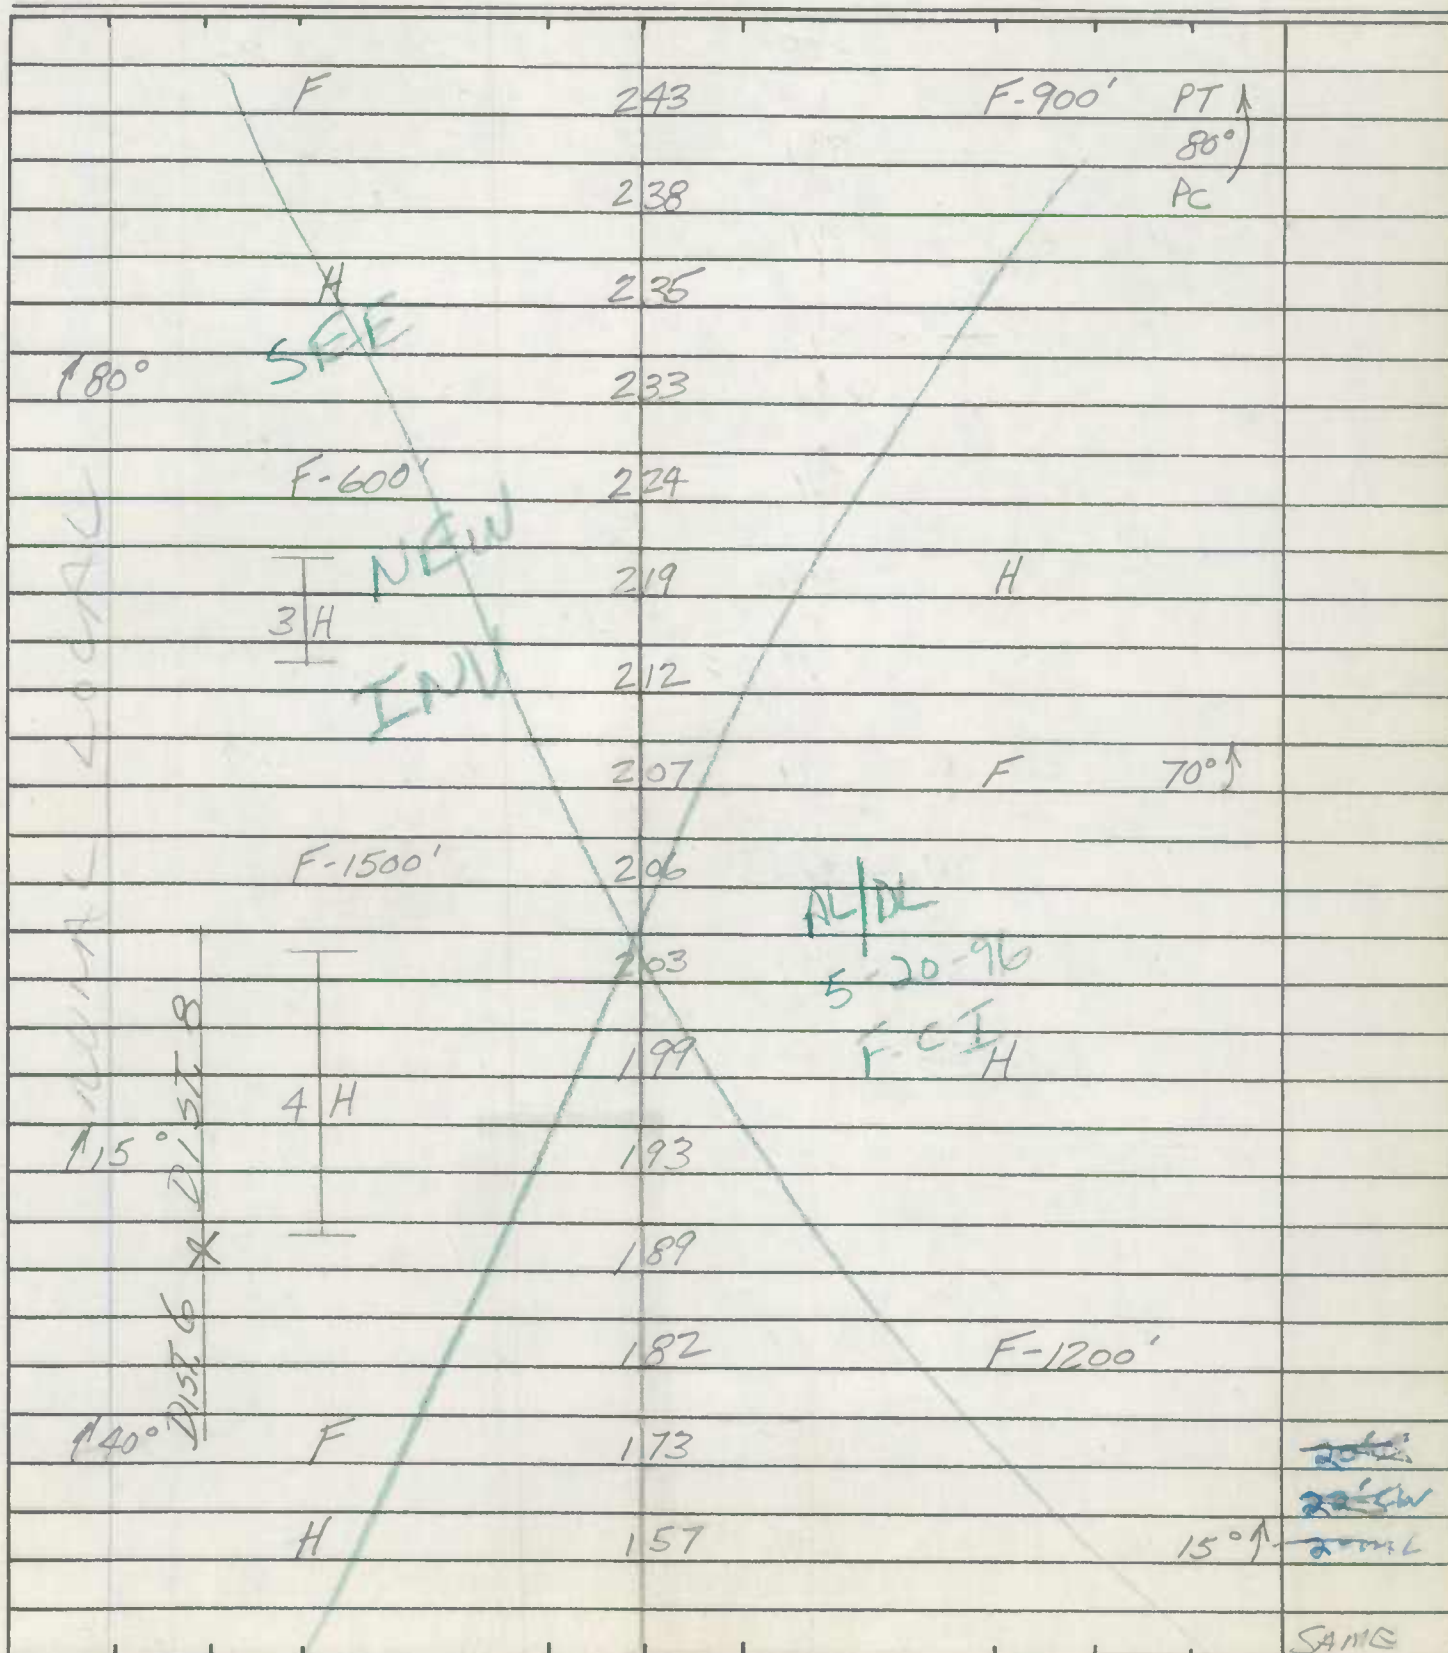 F 243 F-900' PT
80°
238 PC
H 235
SEE
80° 233
F-600' 224
NEW
219 H
3 H
INV 212
207 F 70°
F-1500' 206
AL/DL
203
5-20-96
F.C I
199 H
DIST. 8
4 H
15° 193
189
DIST. 6
182 F-1200'
40° F 173
22' SW
H 157 15°
SAME